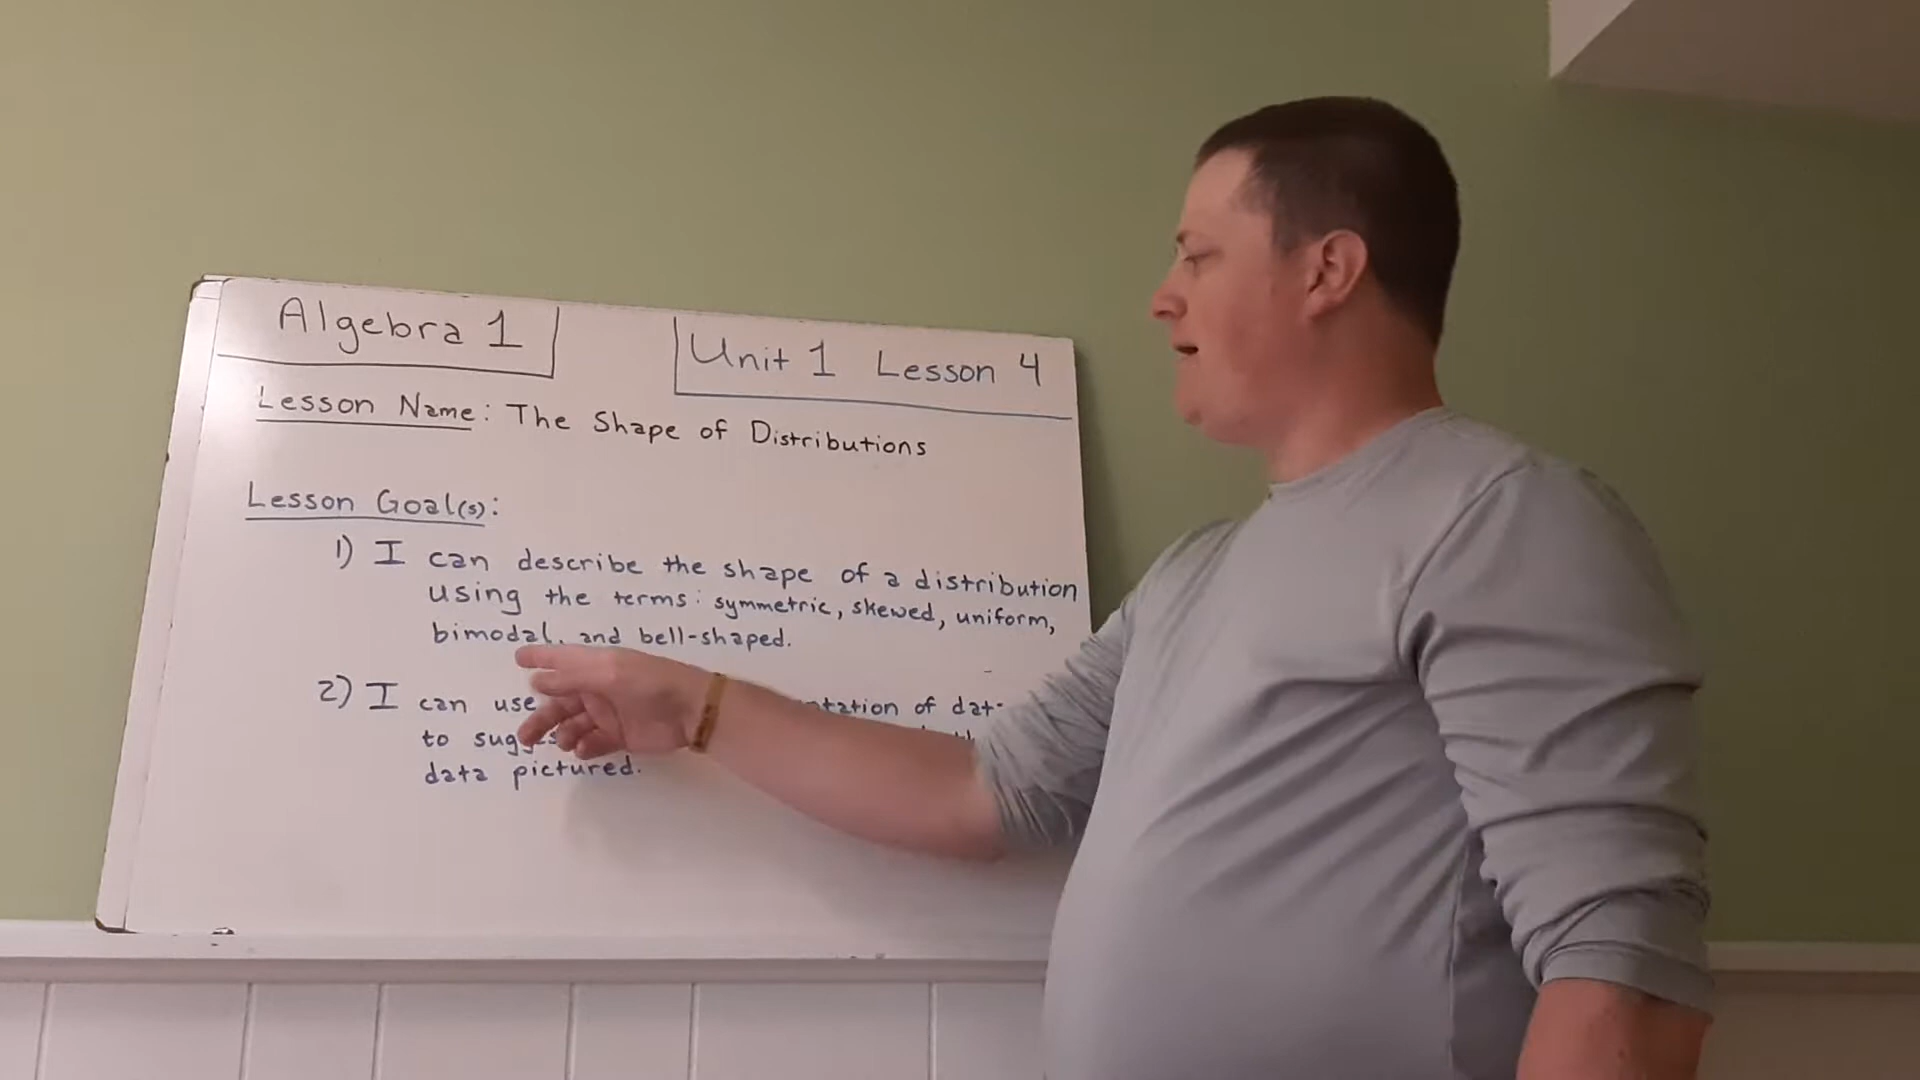 Algebra 1
Unit 1 Lesson 4
Lesson Name: The Shape of Distributions
Lesson Goal(s):
1) I can describe the shape of a distribution
using the terms: symmetric, skewed, uniform,
bimodal, and bell-shaped.
2) I can use of
to
data pictured.